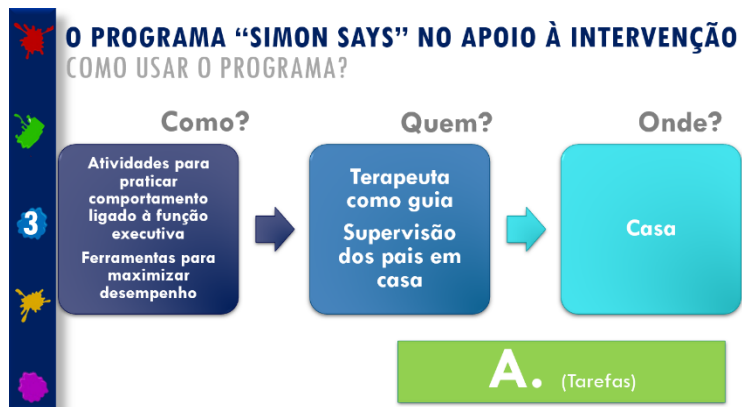 O PROGRAMA “SIMON SAYS” NO APOIO À INTERVENÇÃO
COMO USAR O PROGRAMA?
Como?
Quem?
Onde?
Atividades para
praticar
comportamento
ligado à função
executiva
Ferramentas para
maximizar
desempenho
Terapeuta
como guia
Supervisão
dos pais em
casa
Casa
3
A. (Tarefas)